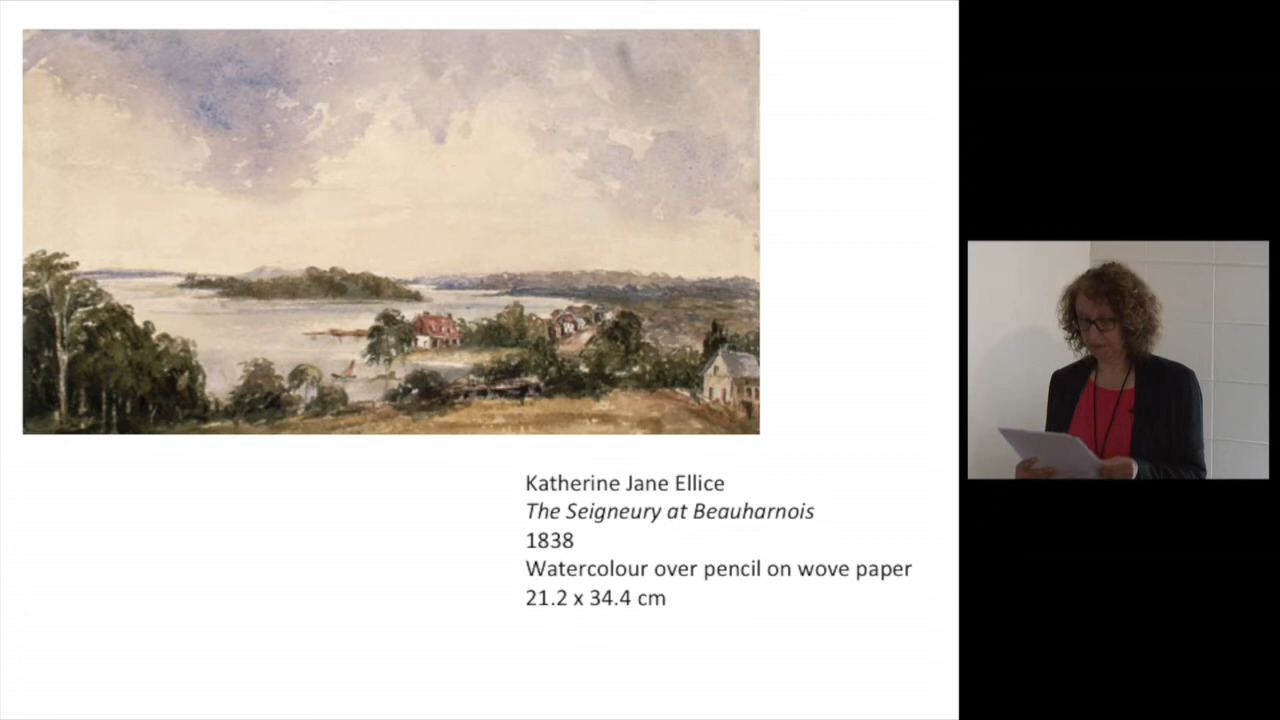 Katherine Jane Ellice
The Seigneury at Beauharnois
1838
Watercolour over pencil on wove paper
21.2 x 34.4 cm